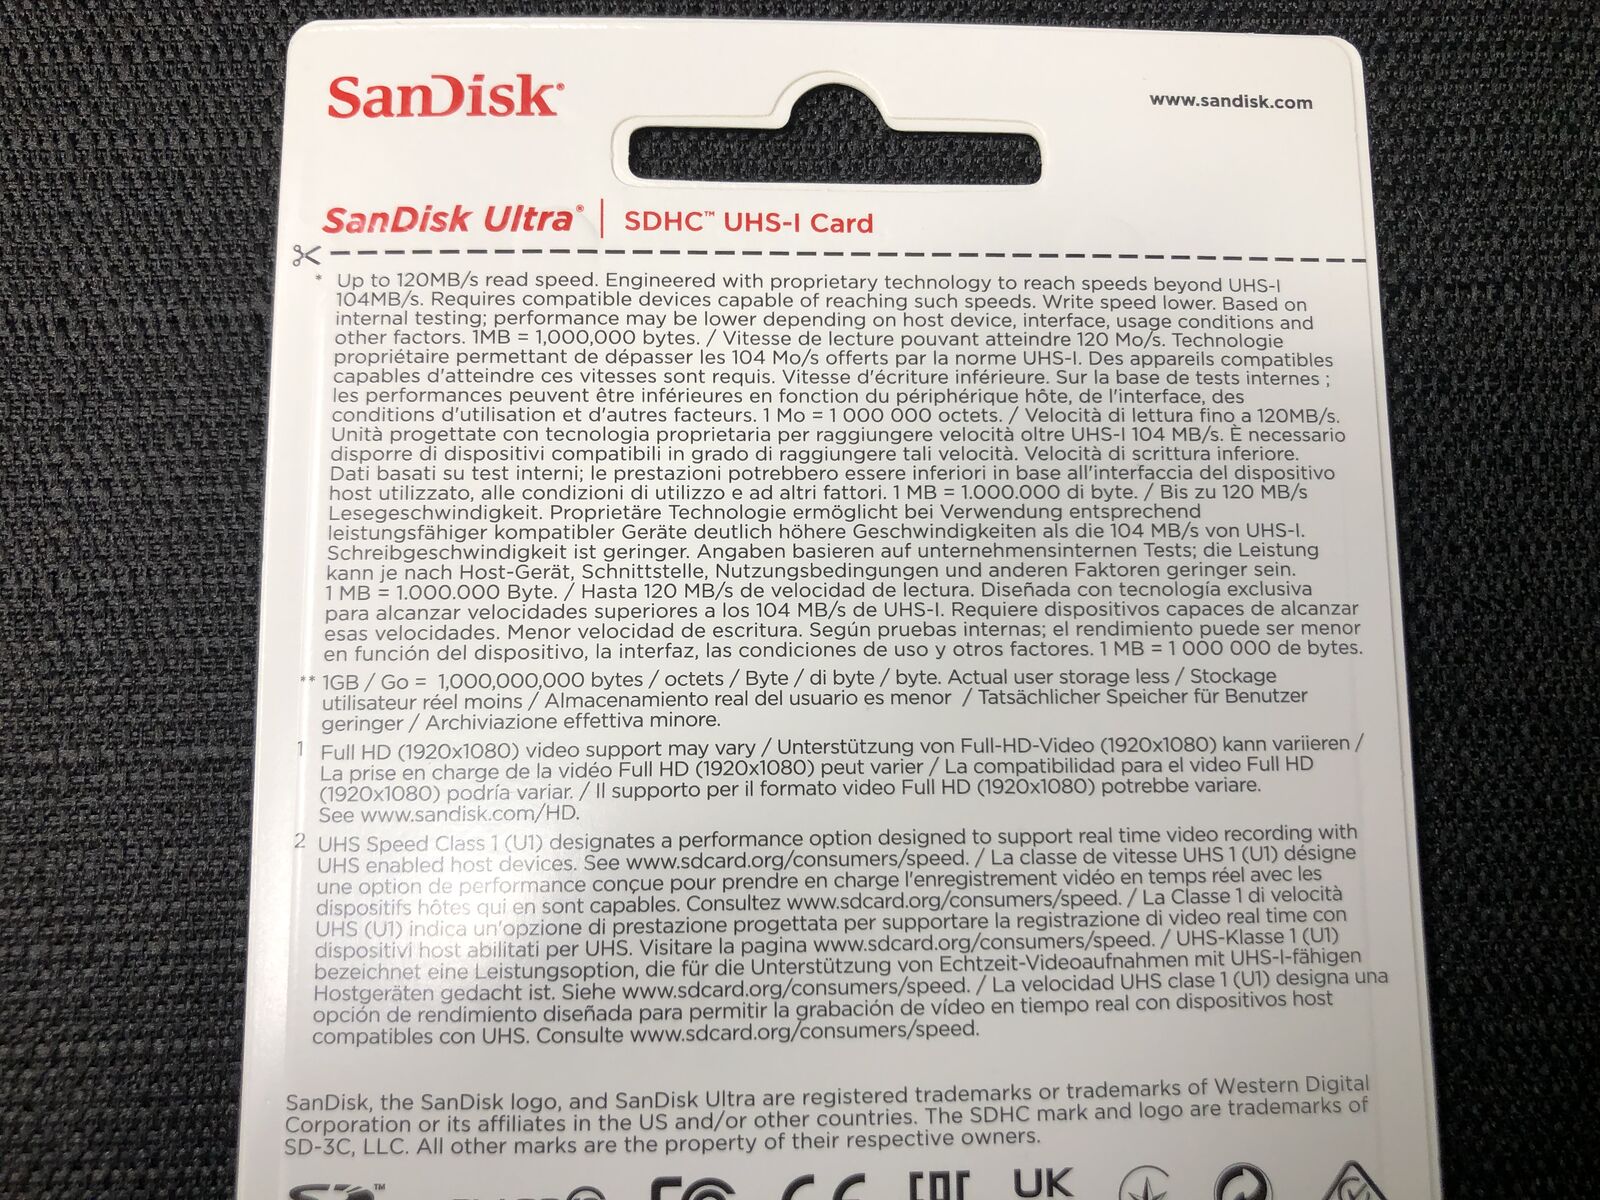 SanDisk®
www.sandisk.com
SanDisk Ultra® | SDHC™ UHS-I Card
* Up to 120MB/s read speed. Engineered with proprietary technology to reach speeds beyond UHS-I
104MB/s. Requires compatible devices capable of reaching such speeds. Write speed lower. Based on
internal testing; performance may be lower depending on host device, interface, usage conditions and
other factors. 1MB = 1,000,000 bytes. / Vitesse de lecture pouvant atteindre 120 Mo/s. Technologie
propriétaire permettant de dépasser les 104 Mo/s offerts par la norme UHS-I. Des appareils compatibles
capables d'atteindre ces vitesses sont requis. Vitesse d'écriture inférieure. Sur la base de tests internes ;
les performances peuvent être inférieures en fonction du périphérique hôte, de l'interface, des
conditions d'utilisation et d'autres facteurs. 1 Mo = 1 000 000 octets. / Velocità di lettura fino a 120MB/s.
Unità progettate con tecnologia proprietaria per raggiungere velocità oltre UHS-I 104 MB/s. È necessario
disporre di dispositivi compatibili in grado di raggiungere tali velocità. Velocità di scrittura inferiore.
Dati basati su test interni; le prestazioni potrebbero essere inferiori in base all'interfaccia del dispositivo
host utilizzato, alle condizioni di utilizzo e ad altri fattori. 1 MB = 1.000.000 di byte. / Bis zu 120 MB/s
Lesegeschwindigkeit. Proprietäre Technologie ermöglicht bei Verwendung entsprechend
leistungsfähiger kompatibler Geräte deutlich höhere Geschwindigkeiten als die 104 MB/s von UHS-I.
Schreibgeschwindigkeit ist geringer. Angaben basieren auf unternehmensinternen Tests; die Leistung
kann je nach Host-Gerät, Schnittstelle, Nutzungsbedingungen und anderen Faktoren geringer sein.
1 MB = 1.000.000 Byte. / Hasta 120 MB/s de velocidad de lectura. Diseñada con tecnología exclusiva
para alcanzar velocidades superiores a los 104 MB/s de UHS-I. Requiere dispositivos capaces de alcanzar
esas velocidades. Menor velocidad de escritura. Según pruebas internas; el rendimiento puede ser menor
en función del dispositivo, la interfaz, las condiciones de uso y otros factores. 1 MB = 1 000 000 de bytes.
** 1GB / Go = 1,000,000,000 bytes / octets / Byte / di byte / byte. Actual user storage less / Stockage
utilisateur réel moins / Almacenamiento real del usuario es menor / Tatsächlicher Speicher für Benutzer
geringer / Archiviazione effettiva minore.
1 Full HD (1920x1080) video support may vary / Unterstützung von Full-HD-Video (1920x1080) kann variieren /
La prise en charge de la vidéo Full HD (1920x1080) peut varier / La compatibilidad para el video Full HD
(1920x1080) podría variar. / Il supporto per il formato video Full HD (1920x1080) potrebbe variare.
See www.sandisk.com/HD.
2 UHS Speed Class 1 (U1) designates a performance option designed to support real time video recording with
UHS enabled host devices. See www.sdcard.org/consumers/speed. / La classe de vitesse UHS 1 (U1) désigne
une option de performance conçue pour prendre en charge l'enregistrement vidéo en temps réel avec les
dispositifs hôtes qui en sont capables. Consultez www.sdcard.org/consumers/speed. / La Classe 1 di velocità
UHS (U1) indica un'opzione di prestazione progettata per supportare la registrazione di video real time con
dispositivi host abilitati per UHS. Visitare la pagina www.sdcard.org/consumers/speed. / UHS-Klasse 1 (U1)
bezeichnet eine Leistungsoption, die für die Unterstützung von Echtzeit-Videoaufnahmen mit UHS-I-fähigen
Hostgeräten gedacht ist. Siehe www.sdcard.org/consumers/speed. / La velocidad UHS clase 1 (U1) designa una
opción de rendimiento diseñada para permitir la grabación de vídeo en tiempo real con dispositivos host
compatibles con UHS. Consulte www.sdcard.org/consumers/speed.
SanDisk, the SanDisk logo, and SanDisk Ultra are registered trademarks or trademarks of Western Digital
Corporation or its affiliates in the US and/or other countries. The SDHC mark and logo are trademarks of
SD-3C, LLC. All other marks are the property of their respective owners.
UK